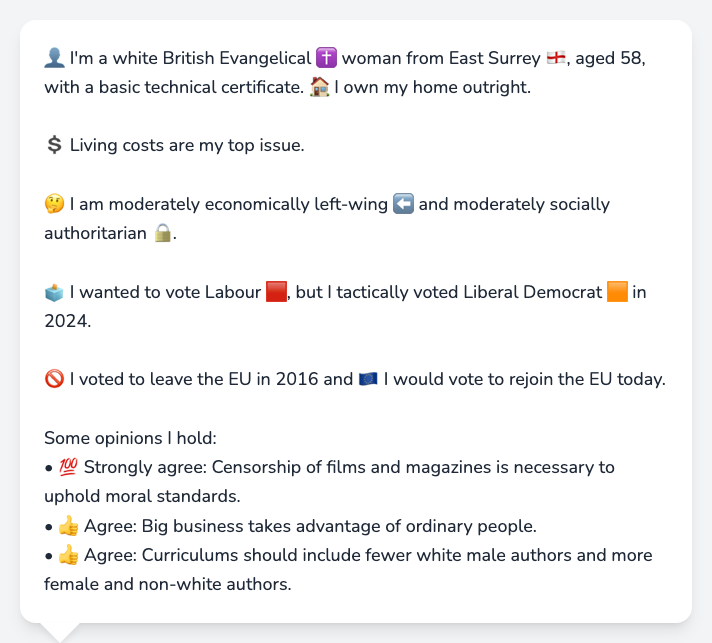 👤 I'm a white British Evangelical ✝️ woman from East Surrey 🏴󠁧󠁢󠁥󠁮󠁧󠁿, aged 58,
with a basic technical certificate. 🏠 I own my home outright.
💲 Living costs are my top issue.
🤔 I am moderately economically left-wing ⬅️ and moderately socially
authoritarian 🔒.
🗳️ I wanted to vote Labour 🟥, but I tactically voted Liberal Democrat 🟧 in
2024.
🚫 I voted to leave the EU in 2016 and 🇪🇺 I would vote to rejoin the EU today.
Some opinions I hold:
• 💯 Strongly agree: Censorship of films and magazines is necessary to
uphold moral standards.
• 👍 Agree: Big business takes advantage of ordinary people.
• 👍 Agree: Curriculums should include fewer white male authors and more
female and non-white authors.